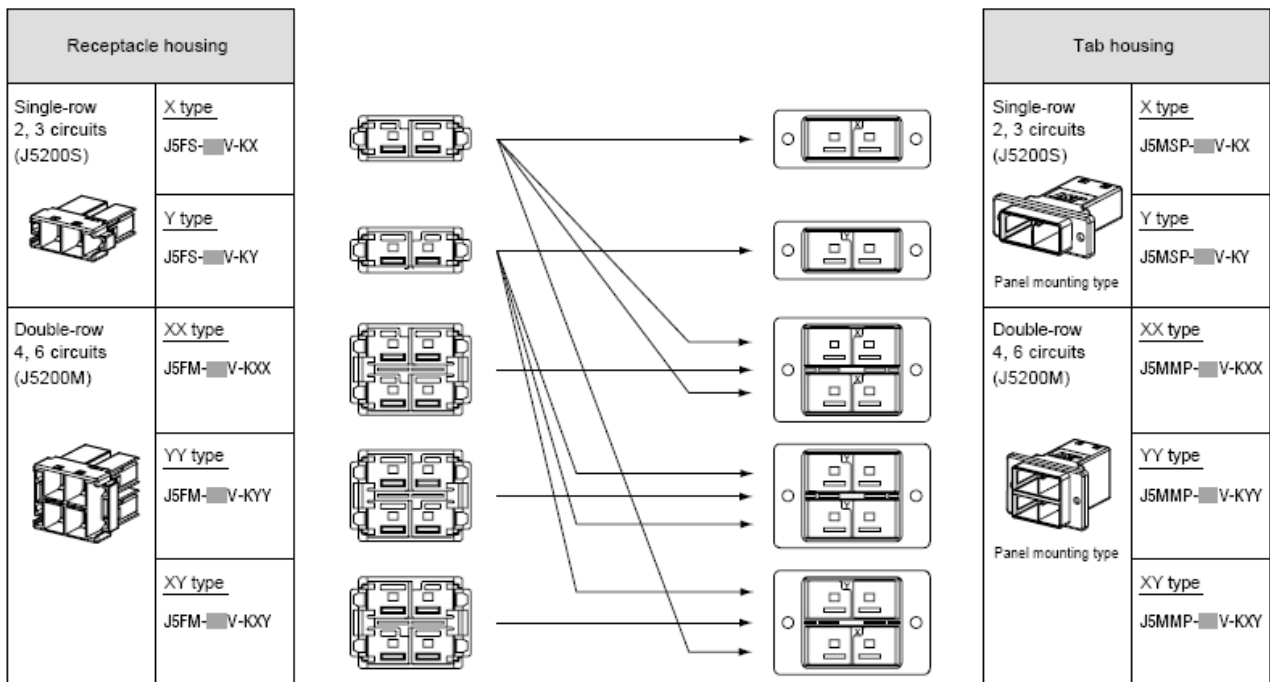 Receptacle housing
Single-row
2, 3 circuits
(J5200S)
X type
J5FS-■V-KX
Y type
J5FS-■V-KY
Double-row
4, 6 circuits
(J5200M)
XX type
J5FM-■V-KXX
YY type
J5FM-■V-KYY
XY type
J5FM-■V-KXY
X
Y
X
X
Y
Y
Y
X
Tab housing
Single-row
2, 3 circuits
(J5200S)
Panel mounting type
X type
J5MSP-■V-KX
Y type
J5MSP-■V-KY
Double-row
4, 6 circuits
(J5200M)
Panel mounting type
XX type
J5MMP-■V-KXX
YY type
J5MMP-■V-KYY
XY type
J5MMP-■V-KXY